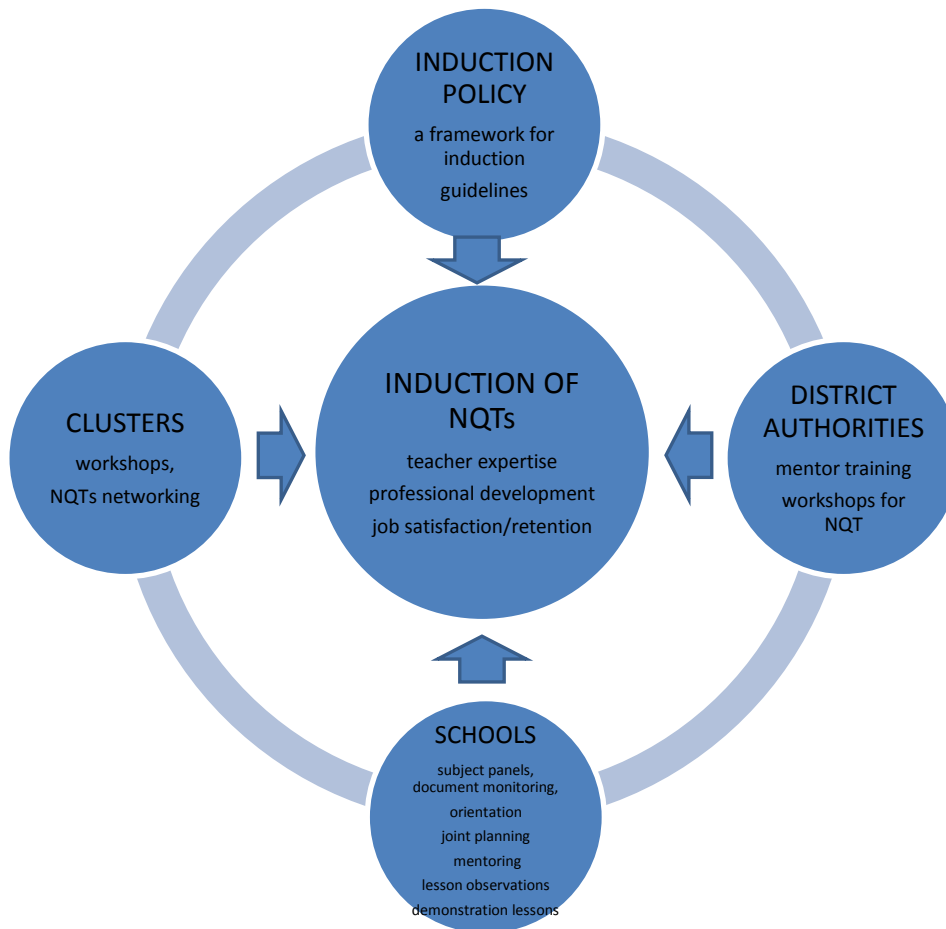 INDUCTION
POLICY
a framework for
induction
guidelines
CLUSTERS
workshops,
NQTs networking
INDUCTION OF
NQTs
teacher expertise
professional development
job satisfaction/retention
DISTRICT
AUTHORITIES
mentor training
workshops for
NQT
SCHOOLS
subject panels,
document monitoring,
orientation
joint planning
mentoring
lesson observations
demonstration lessons